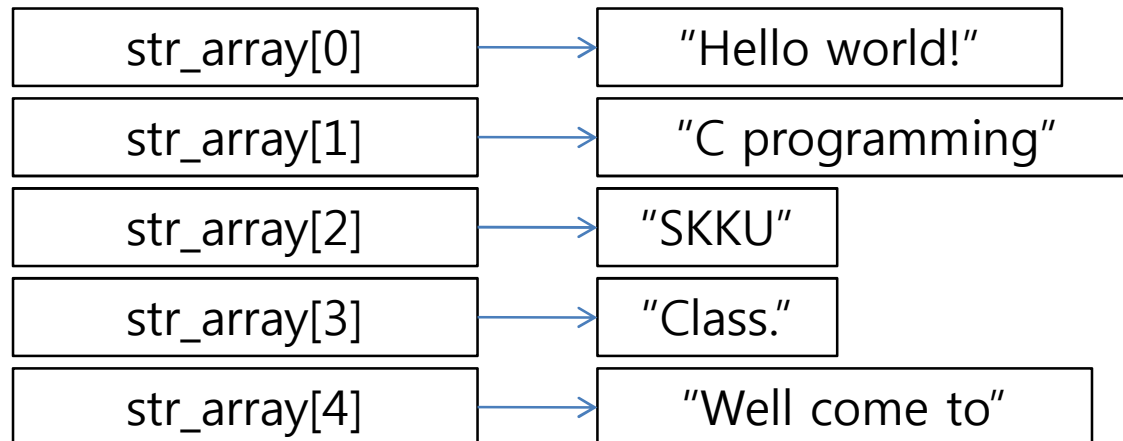 str_array[0] "Hello world!"
str_array[1] "C programming"
str_array[2] "SKKU"
str_array[3] "Class."
str_array[4] "Well come to"